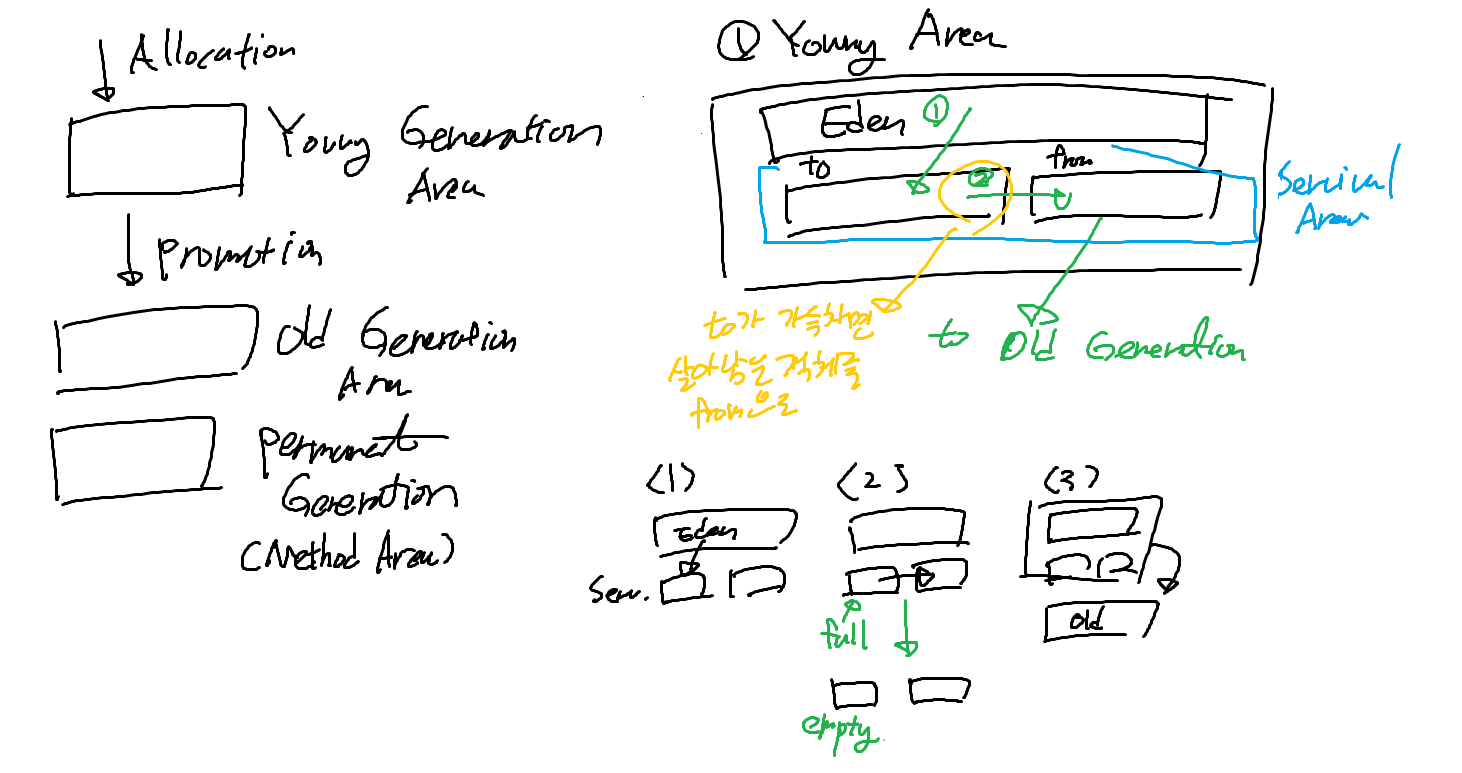 Allocation
Young Generation
Area
Promotion
Old Generation
Area
Permanent
Generation
(Method Area)
① Young Area
Eden ①
to
from
②
Survival
Area
to가 가득차면
살아남은 객체를
from으로
to Old Generation
(1)
(2)
(3)
Eden
Serv.
full
Old
empty